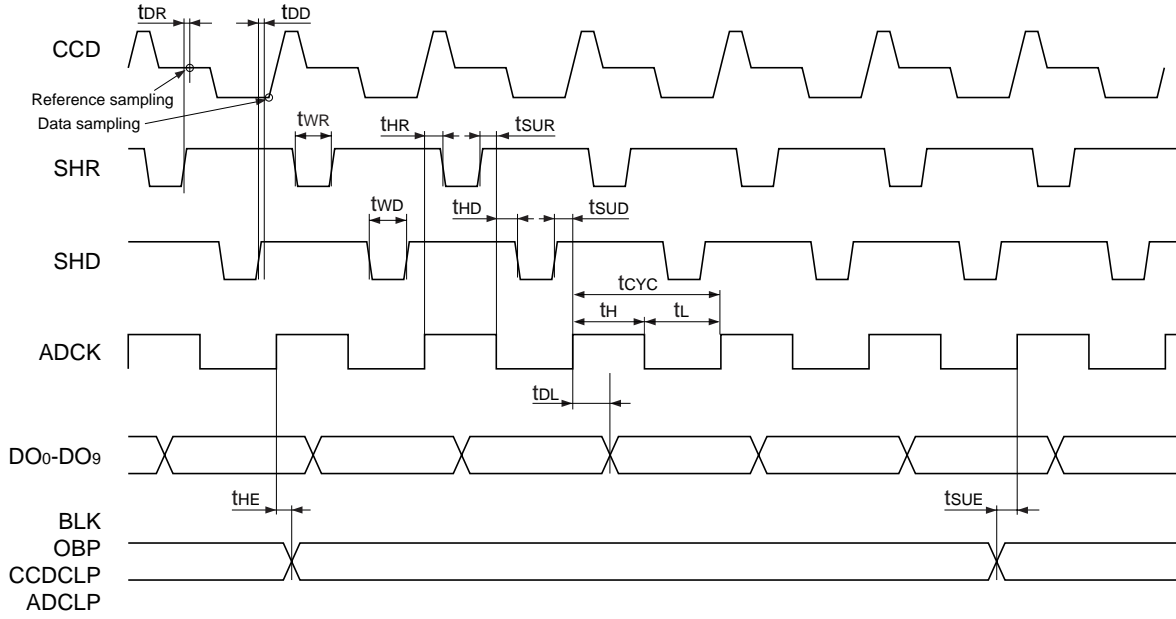 tDR
tDD
CCD
Reference sampling
Data sampling
tWR
tHR
tSUR
SHR
tWD
tHD
tSUD
SHD
tCYC
tH
tL
ADCK
tDL
DO0-DO9
tHE
tSUE
BLK
OBP
CCDCLP
ADCLP